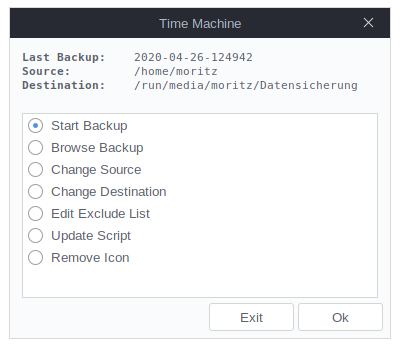 Time Machine
Last Backup: 2020-04-26-124942
Source: /home/moritz
Destination: /run/media/moritz/Datensicherung
Start Backup
Browse Backup
Change Source
Change Destination
Edit Exclude List
Update Script
Remove Icon
Exit Ok